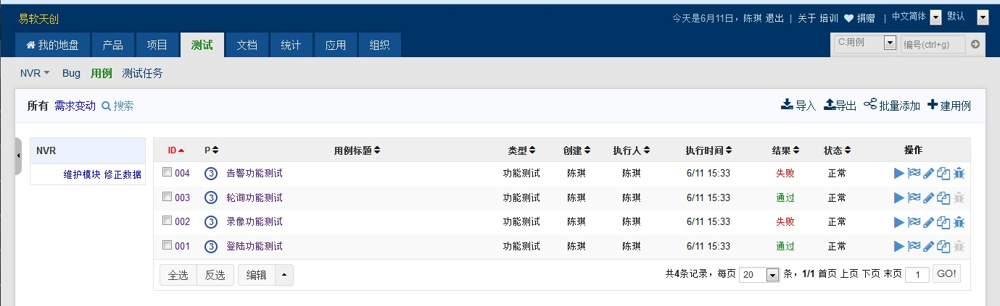 易软天创
今天是6月11日，陈琪 退出 | 关于 培训 捐赠 | 中文简体 默认
我的地盘 产品 项目 测试 文档 统计 应用 组织
C:用例 编号(ctrl+g)
NVR Bug 用例 测试任务
所有 需求变动 搜索 导入 导出 批量添加 建用例
NVR
维护模块 修正数据
ID P 用例标题 类型 创建 执行人 执行时间 结果 状态 操作
004 3 告警功能测试 功能测试 陈琪 陈琪 6/11 15:33 失败 正常
003 3 轮询功能测试 功能测试 陈琪 陈琪 6/11 15:33 通过 正常
002 3 录像功能测试 功能测试 陈琪 陈琪 6/11 15:33 失败 正常
001 3 登陆功能测试 功能测试 陈琪 陈琪 6/11 15:33 通过 正常
全选 反选 编辑 共4条记录，每页 20 条，1/1 首页 上页 下页 末页 1 GO!